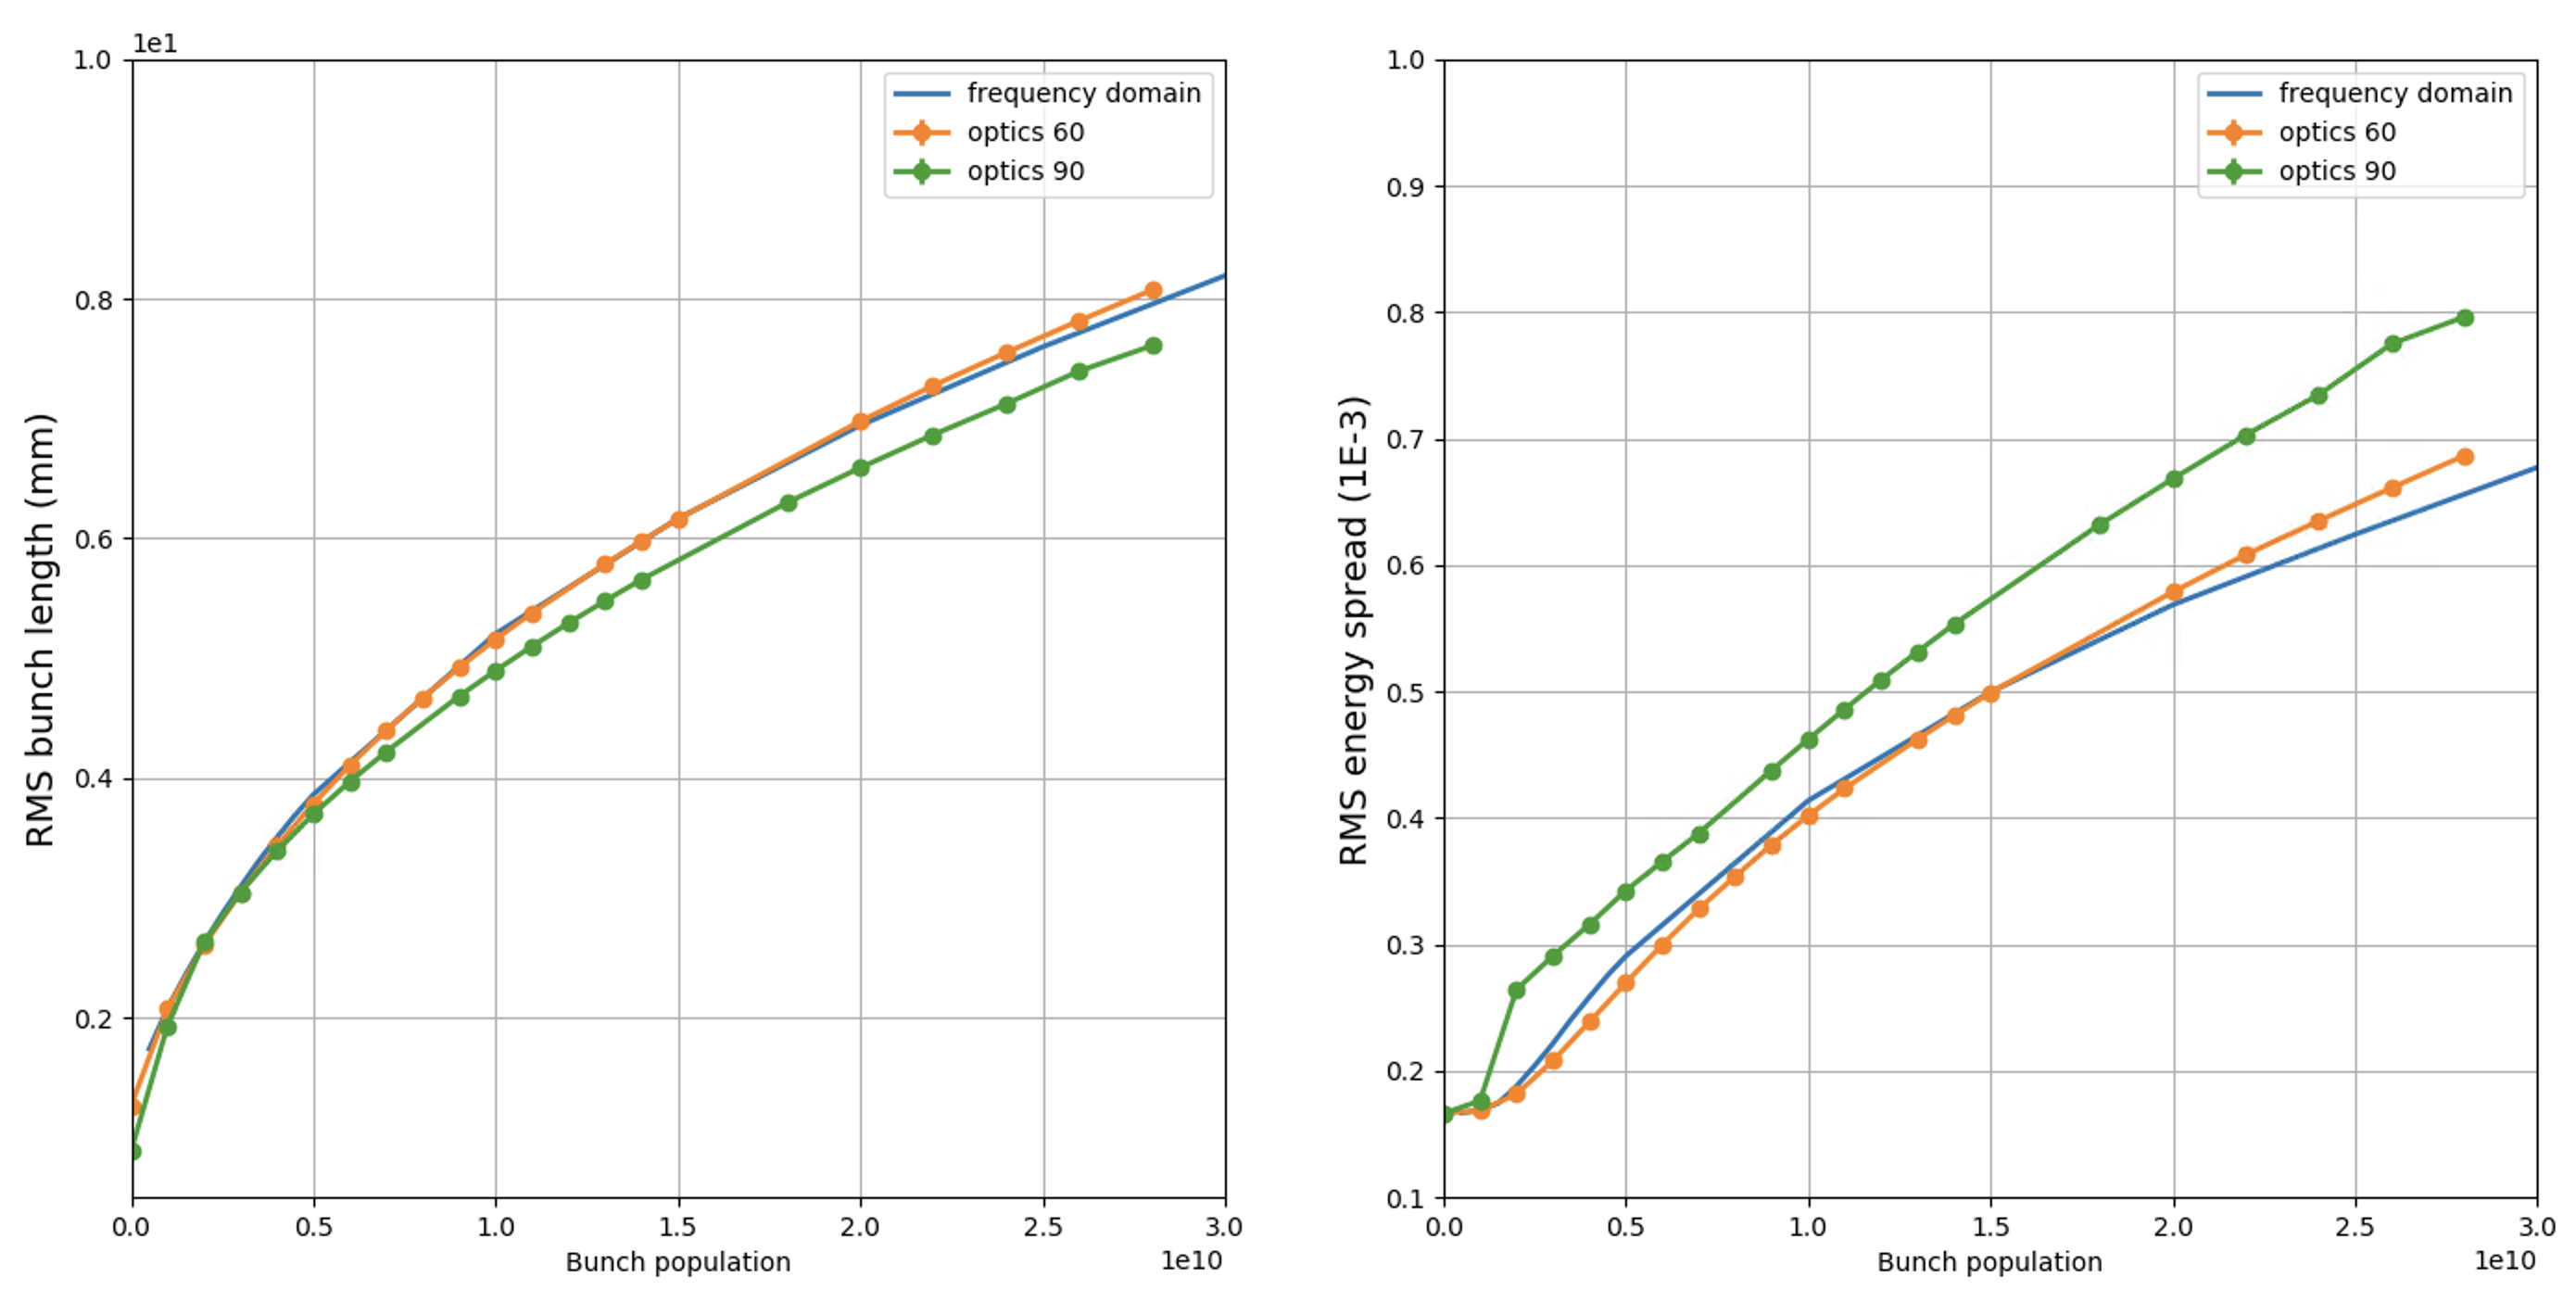 1e1
1.0
0.8
0.6
0.4
0.2
RMS bunch length (mm)
frequency domain
optics 60
optics 90
0.0 0.5 1.0 1.5 2.0 2.5 3.0
Bunch population
1e10
1.0
0.9
0.8
0.7
0.6
0.5
0.4
0.3
0.2
0.1
RMS energy spread (1E-3)
frequency domain
optics 60
optics 90
0.0 0.5 1.0 1.5 2.0 2.5 3.0
Bunch population
1e10